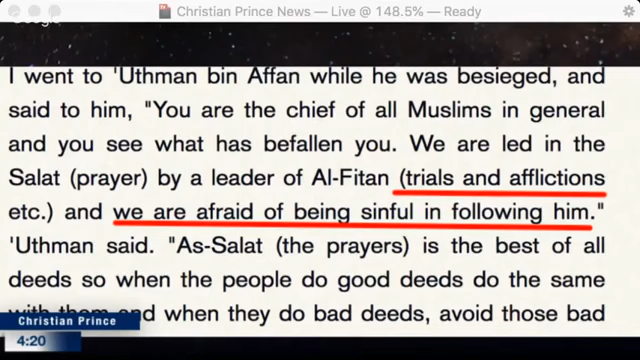 Christian Prince News — Live @ 148.5% — Ready
Google
I went to 'Uthman bin Affan while he was besieged, and
said to him, "You are the chief of all Muslims in general
and you see what has befallen you. We are led in the
Salat (prayer) by a leader of Al-Fitan (trials and afflictions
etc.) and we are afraid of being sinful in following him."
'Uthman said. "As-Salat (the prayers) is the best of all
deeds so when the people do good deeds do the same
with them and when they do bad deeds, avoid those bad
Christian Prince
4:20